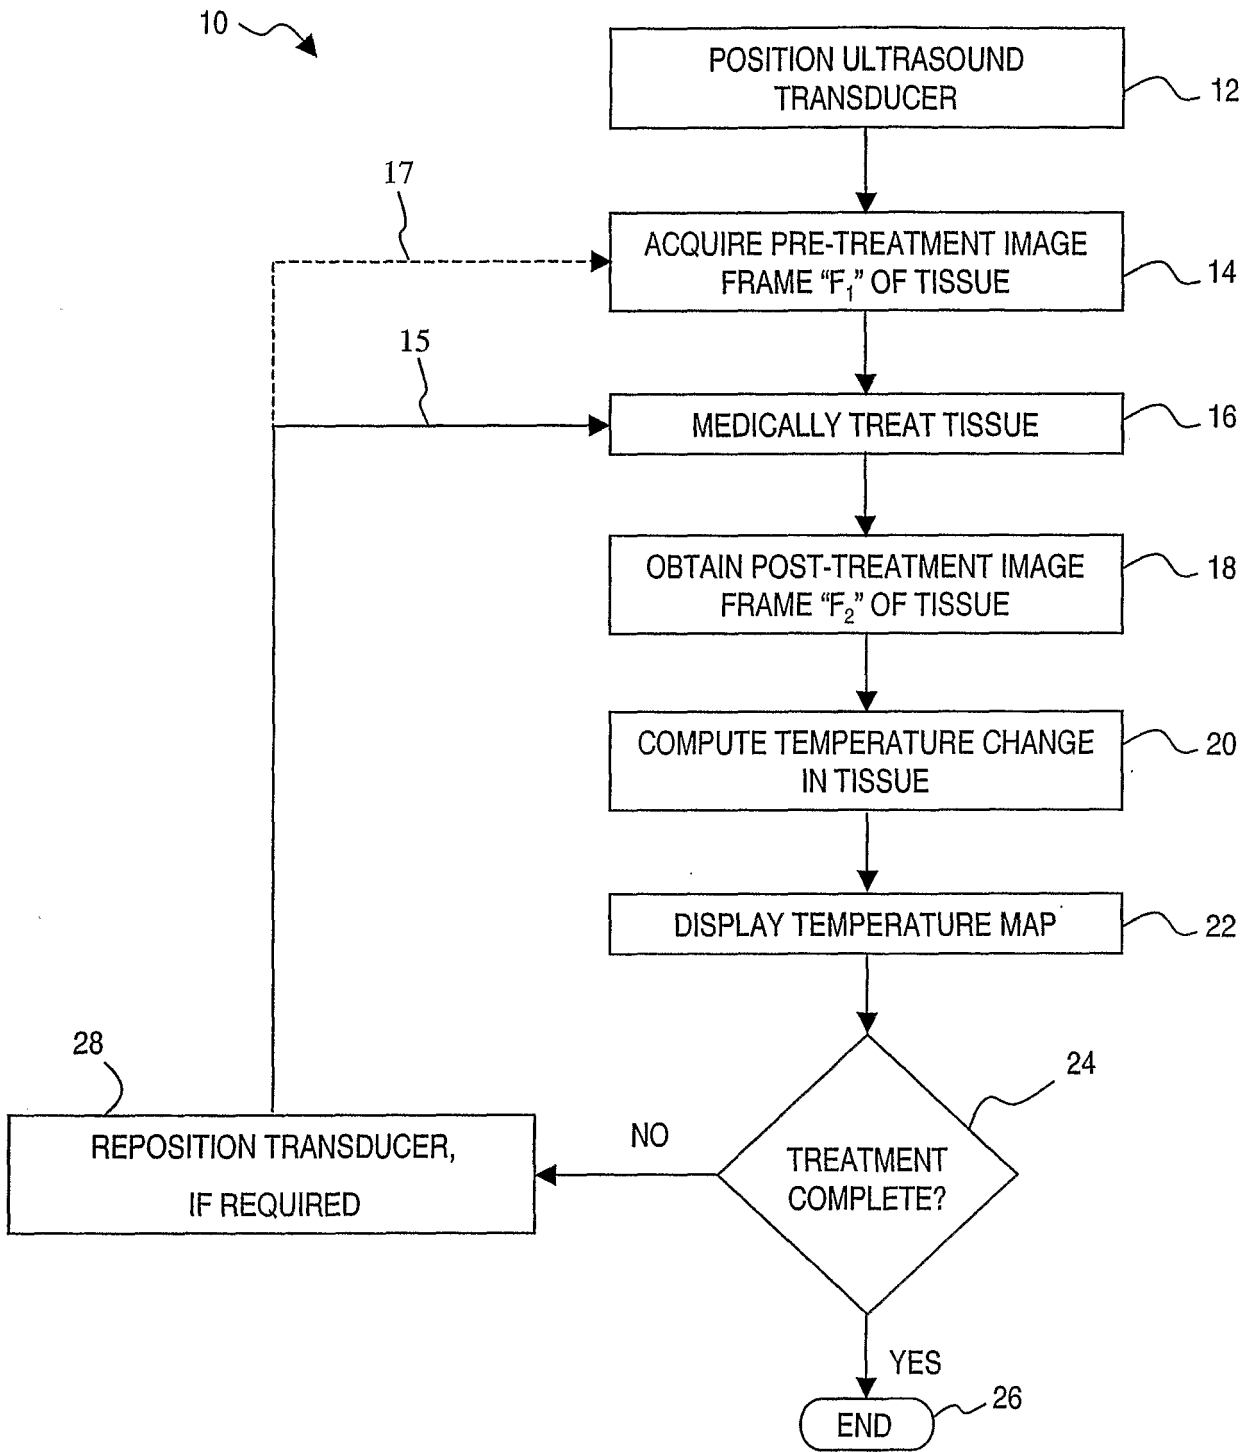 10
POSITION ULTRASOUND
TRANSDUCER
12
17
ACQUIRE PRE-TREATMENT IMAGE
FRAME “F₁” OF TISSUE
14
15
MEDICALLY TREAT TISSUE
16
OBTAIN POST-TREATMENT IMAGE
FRAME “F₂” OF TISSUE
18
COMPUTE TEMPERATURE CHANGE
IN TISSUE
20
DISPLAY TEMPERATURE MAP
22
28
24
REPOSITION TRANSDUCER,
IF REQUIRED
NO
TREATMENT
COMPLETE?
YES
END
26